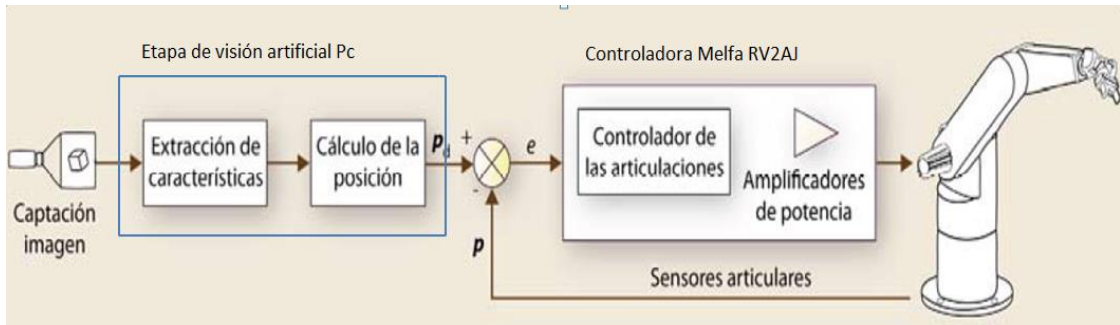 Etapa de visión artificial Pc
Controladora Melfa RV2AJ
Captación
imagen
Extracción de
características
Cálculo de la
posición
Pd
+
-
e
p
Controlador de
las articulaciones
Amplificadores
de potencia
Sensores articulares